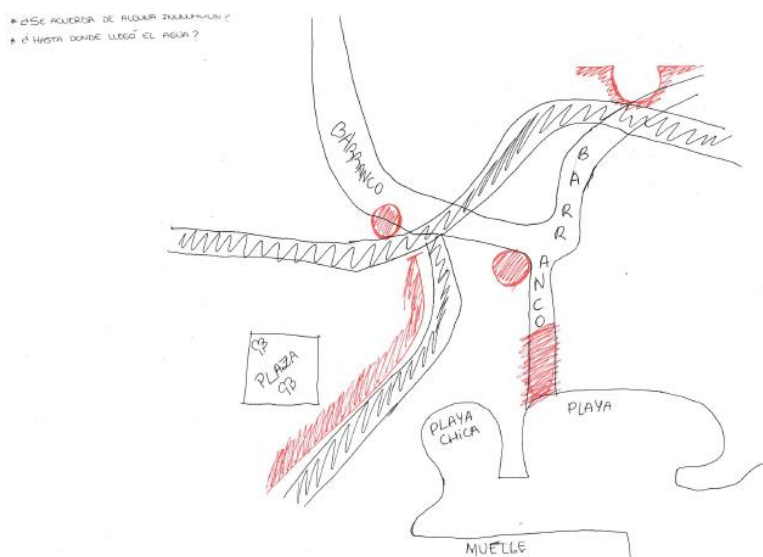 * ¿SE ACUERDA DE ALGUNA INUNDACIÓN?
* ¿HASTA DONDE LLEGÓ EL AGUA?
BARRANCO
BARRANCO
PLAZA
PLAYA CHICA
PLAYA
MUELLE